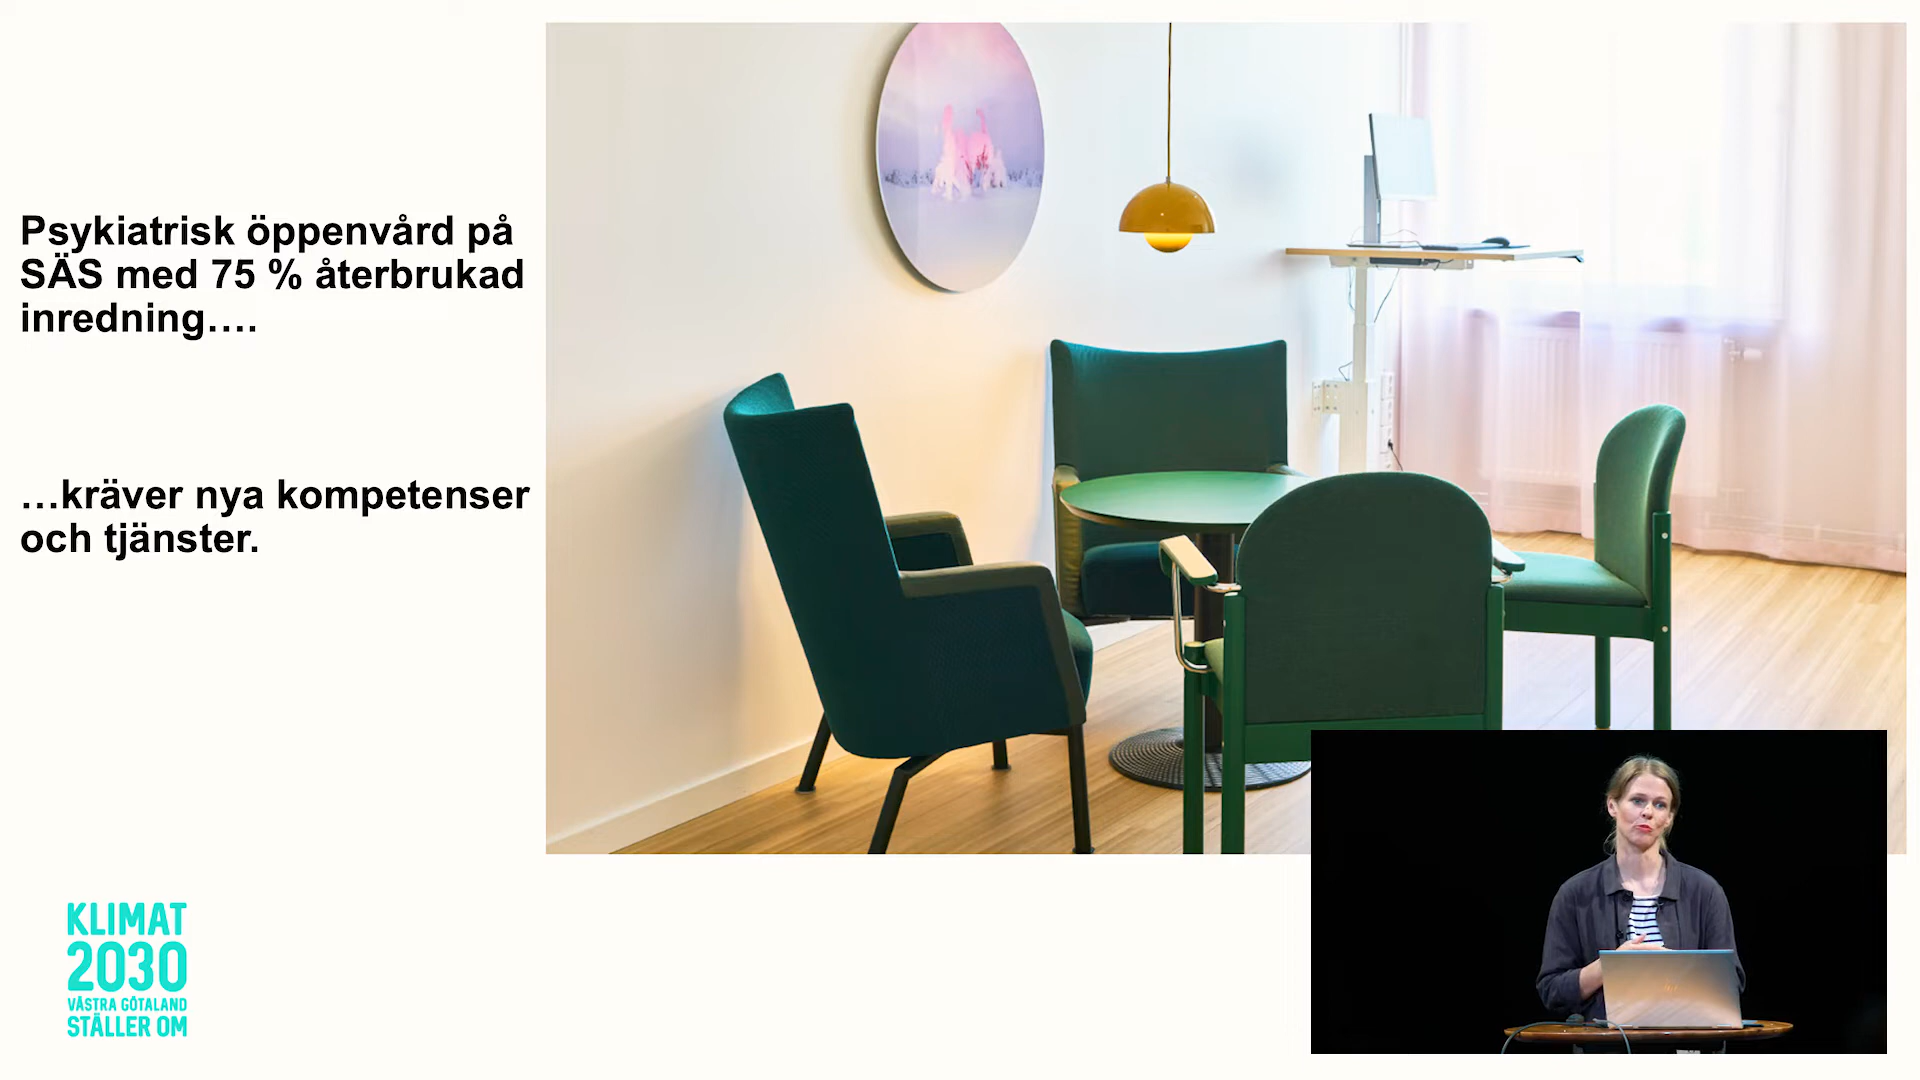 Psykiatrisk öppenvård på
SÄS med 75 % återbrukad
inredning....
...kräver nya kompetenser
och tjänster.
KLIMAT
2030
VÄSTRA GÖTALAND
STÄLLER OM